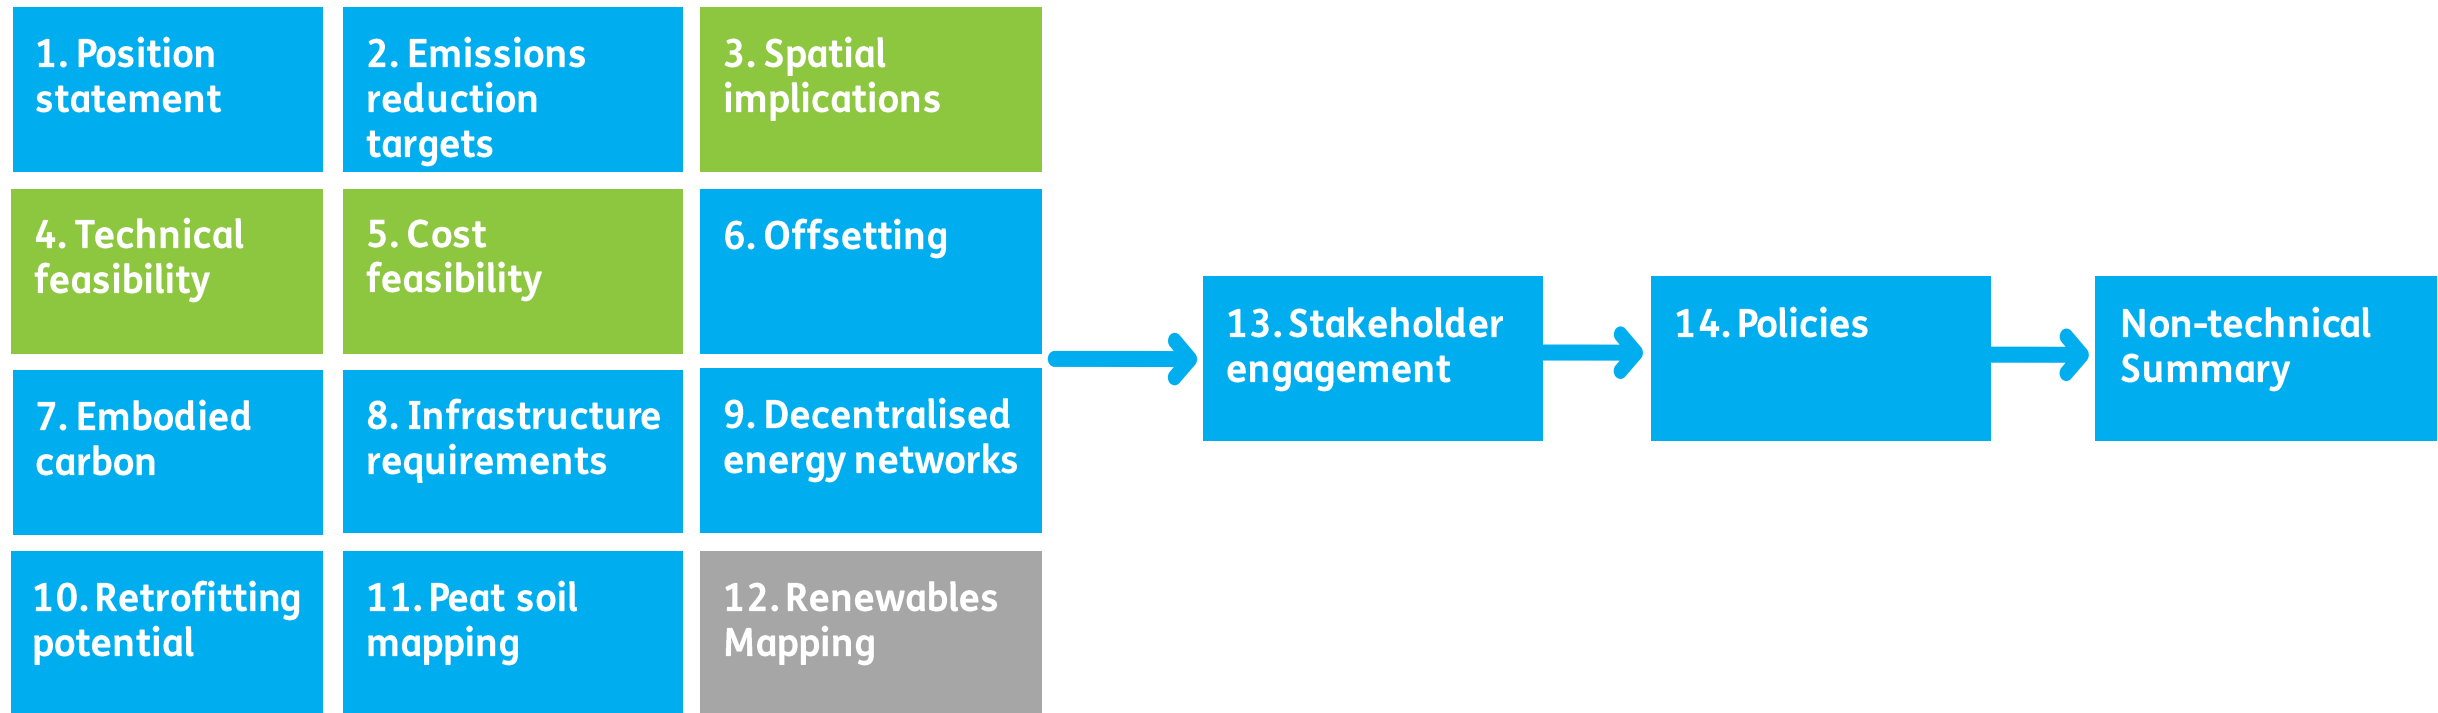 1. Position
statement
2. Emissions
reduction
targets
3. Spatial
implications
4. Technical
feasibility
5. Cost
feasibility
6. Offsetting
7. Embodied
carbon
8. Infrastructure
requirements
9. Decentralised
energy networks
10. Retrofitting
potential
11. Peat soil
mapping
12. Renewables
Mapping
13. Stakeholder
engagement
14. Policies
Non-technical
Summary